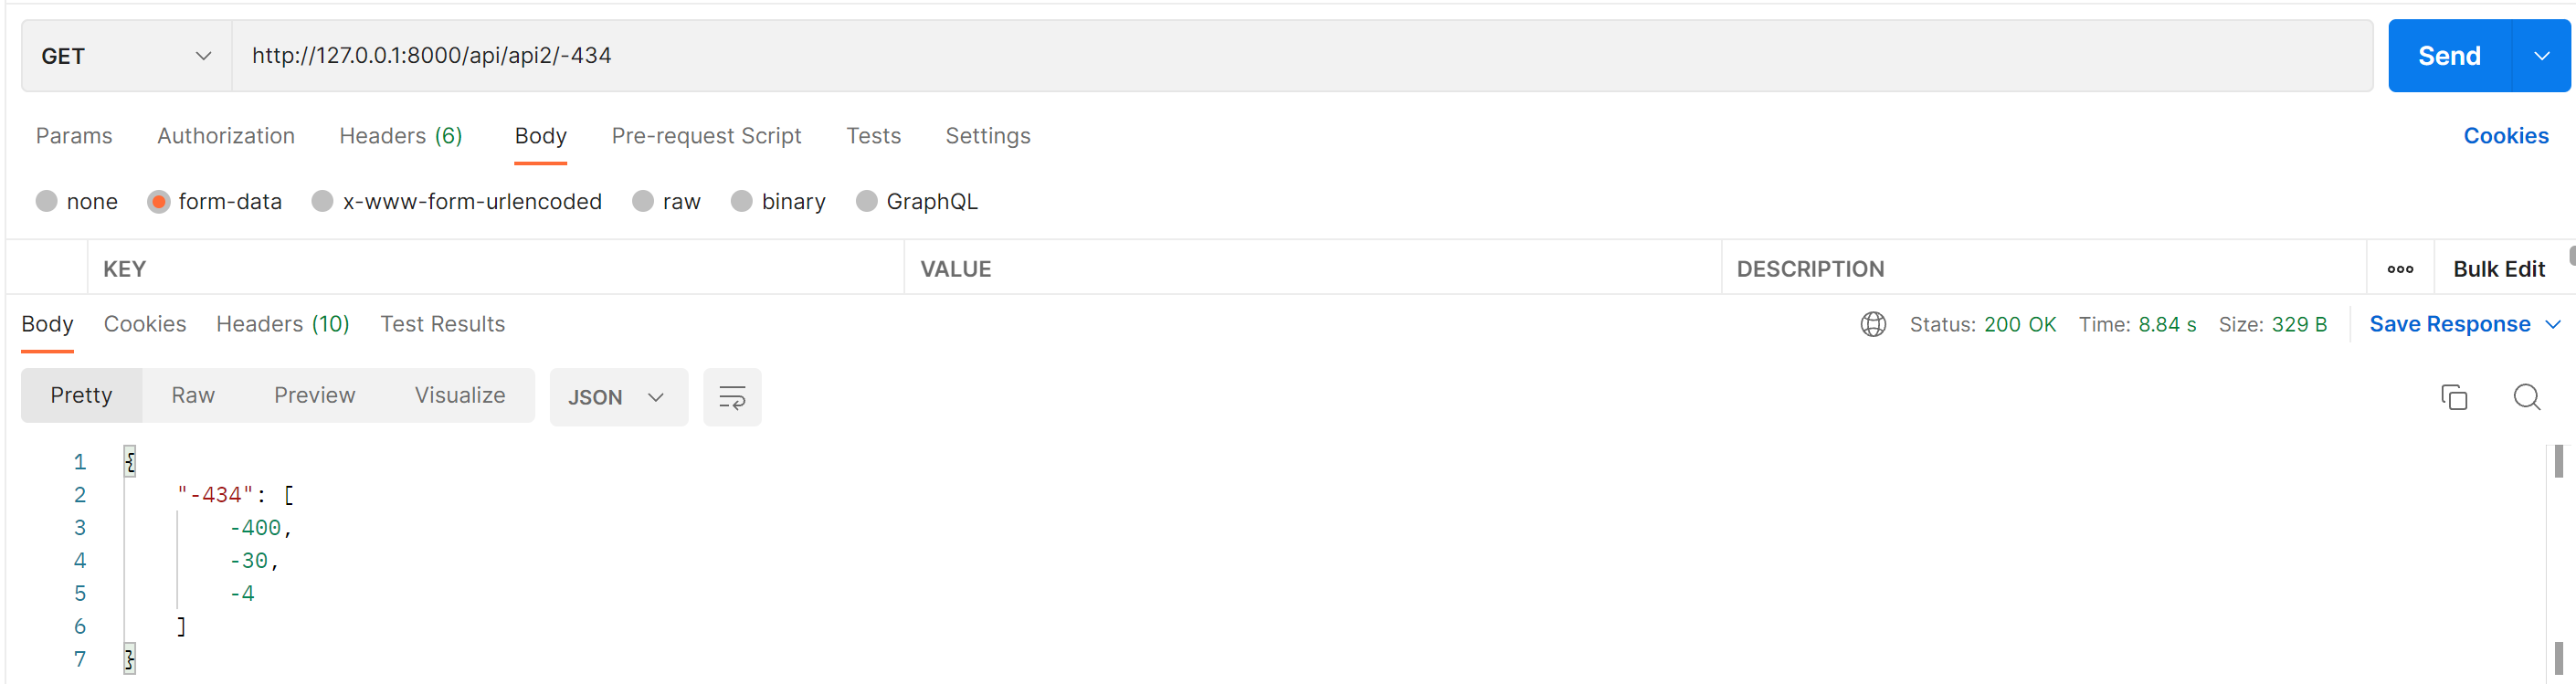 GET http://127.0.0.1:8000/api/api2/-434 Send
Params Authorization Headers (6) Body Pre-request Script Tests Settings Cookies
none form-data x-www-form-urlencoded raw binary GraphQL
KEY VALUE DESCRIPTION ooo Bulk Edit
Body Cookies Headers (10) Test Results Status: 200 OK Time: 8.84 s Size: 329 B Save Response
Pretty Raw Preview Visualize JSON
1 {
2 "-434": [
3 -400,
4 -30,
5 -4
6 ]
7 }